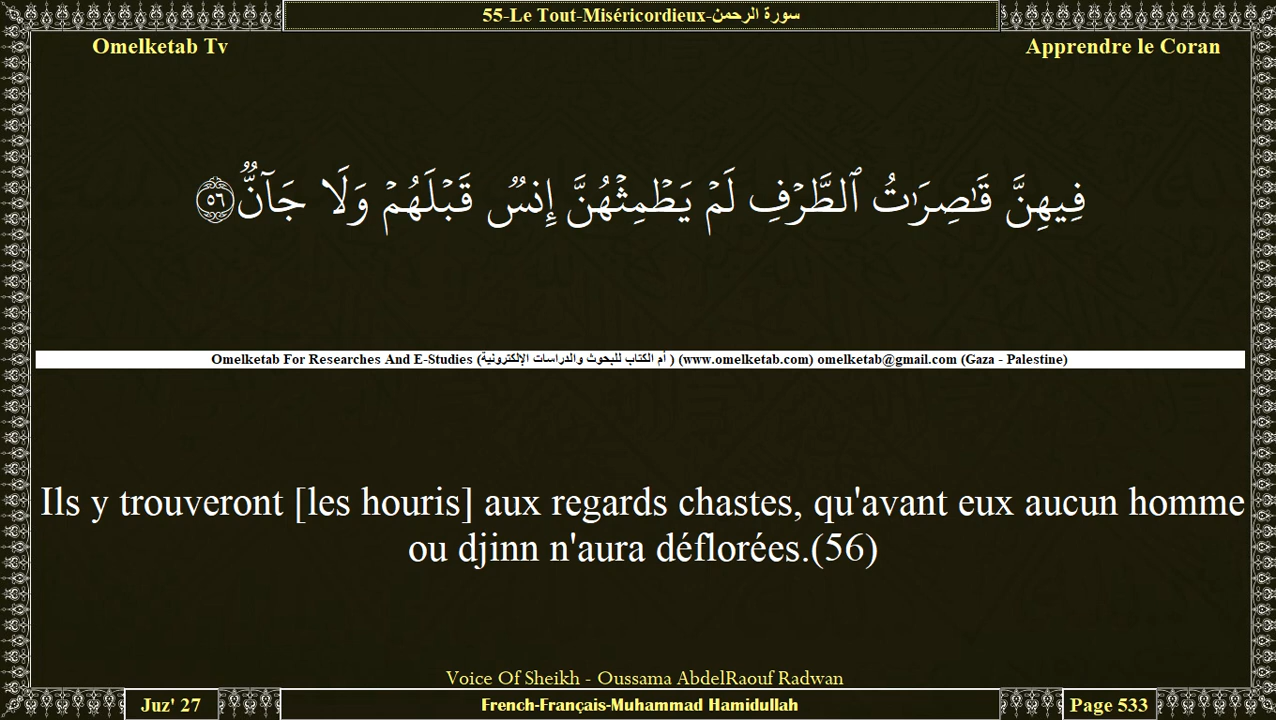 55-Le Tout-Miséricordieux-سورة الرحمن
Omelketab Tv
Apprendre le Coran
فِيهِنَّ قَٰصِرَٰتُ ٱلطَّرۡفِ لَمۡ يَطۡمِثۡهُنَّ إِنسٞ قَبۡلَهُمۡ وَلَا جَآنّٞ ٥٦
Omelketab For Researches And E-Studies (أم الكتاب للبحوث والدراسات الإلكترونية ) (www.omelketab.com) omelketab@gmail.com (Gaza - Palestine)
Ils y trouveront [les houris] aux regards chastes, qu'avant eux aucun homme
ou djinn n'aura déflorées.(56)
Voice Of Sheikh - Oussama AbdelRaouf Radwan
Juz' 27
French-Français-Muhammad Hamidullah
Page 533